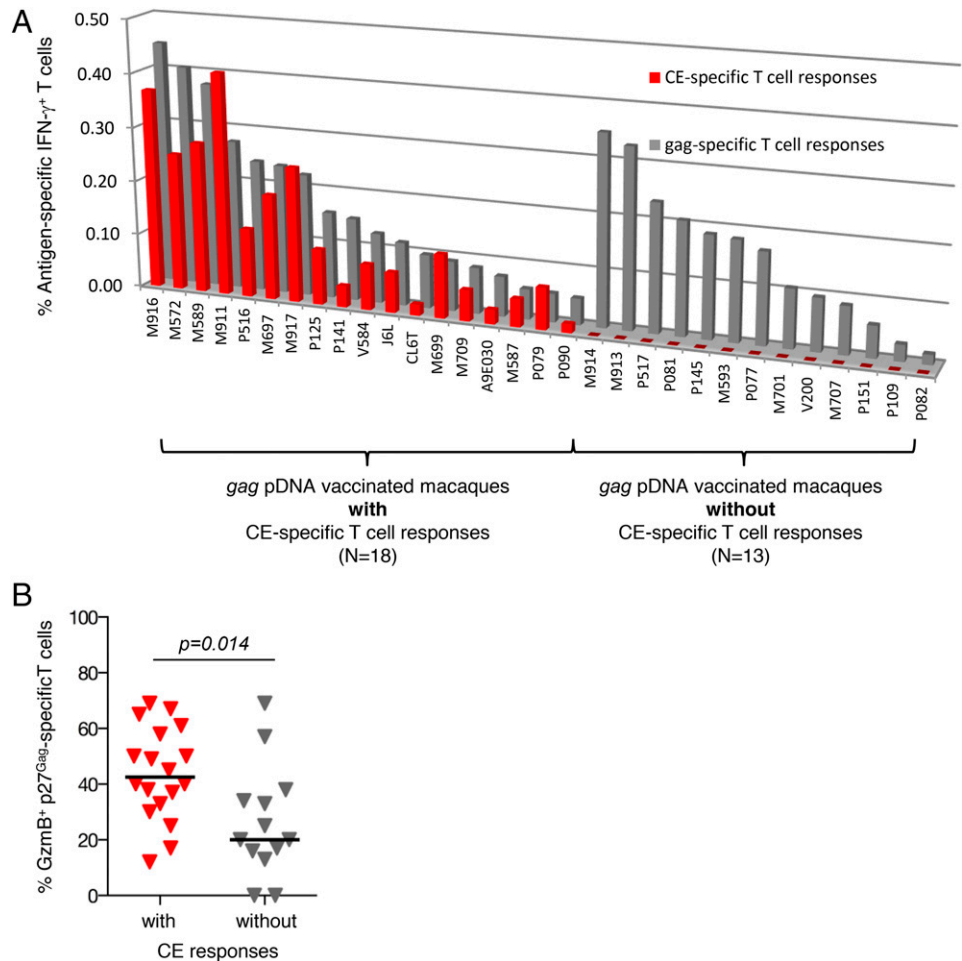 A
% Antigen-specific IFN-γ⁺ T cells
0.50
0.40
0.30
0.20
0.10
0.00
CE-specific T cell responses
gag-specific T cell responses
M916
M572
M589
M911
P516
M697
M917
P125
P141
V584
J6L
CL6T
M699
M709
A9E030
M587
P079
P090
M914
M913
P517
P081
P145
M593
P077
M701
V200
M707
P151
P109
P082
gag pDNA vaccinated macaques
with
CE-specific T cell responses
(N=18)
gag pDNA vaccinated macaques
without
CE-specific T cell responses
(N=13)
B
% GzmB⁺ p27ᴳᵃᵍ-specificT cells
100
80
60
40
20
0
p=0.014
with
without
CE responses